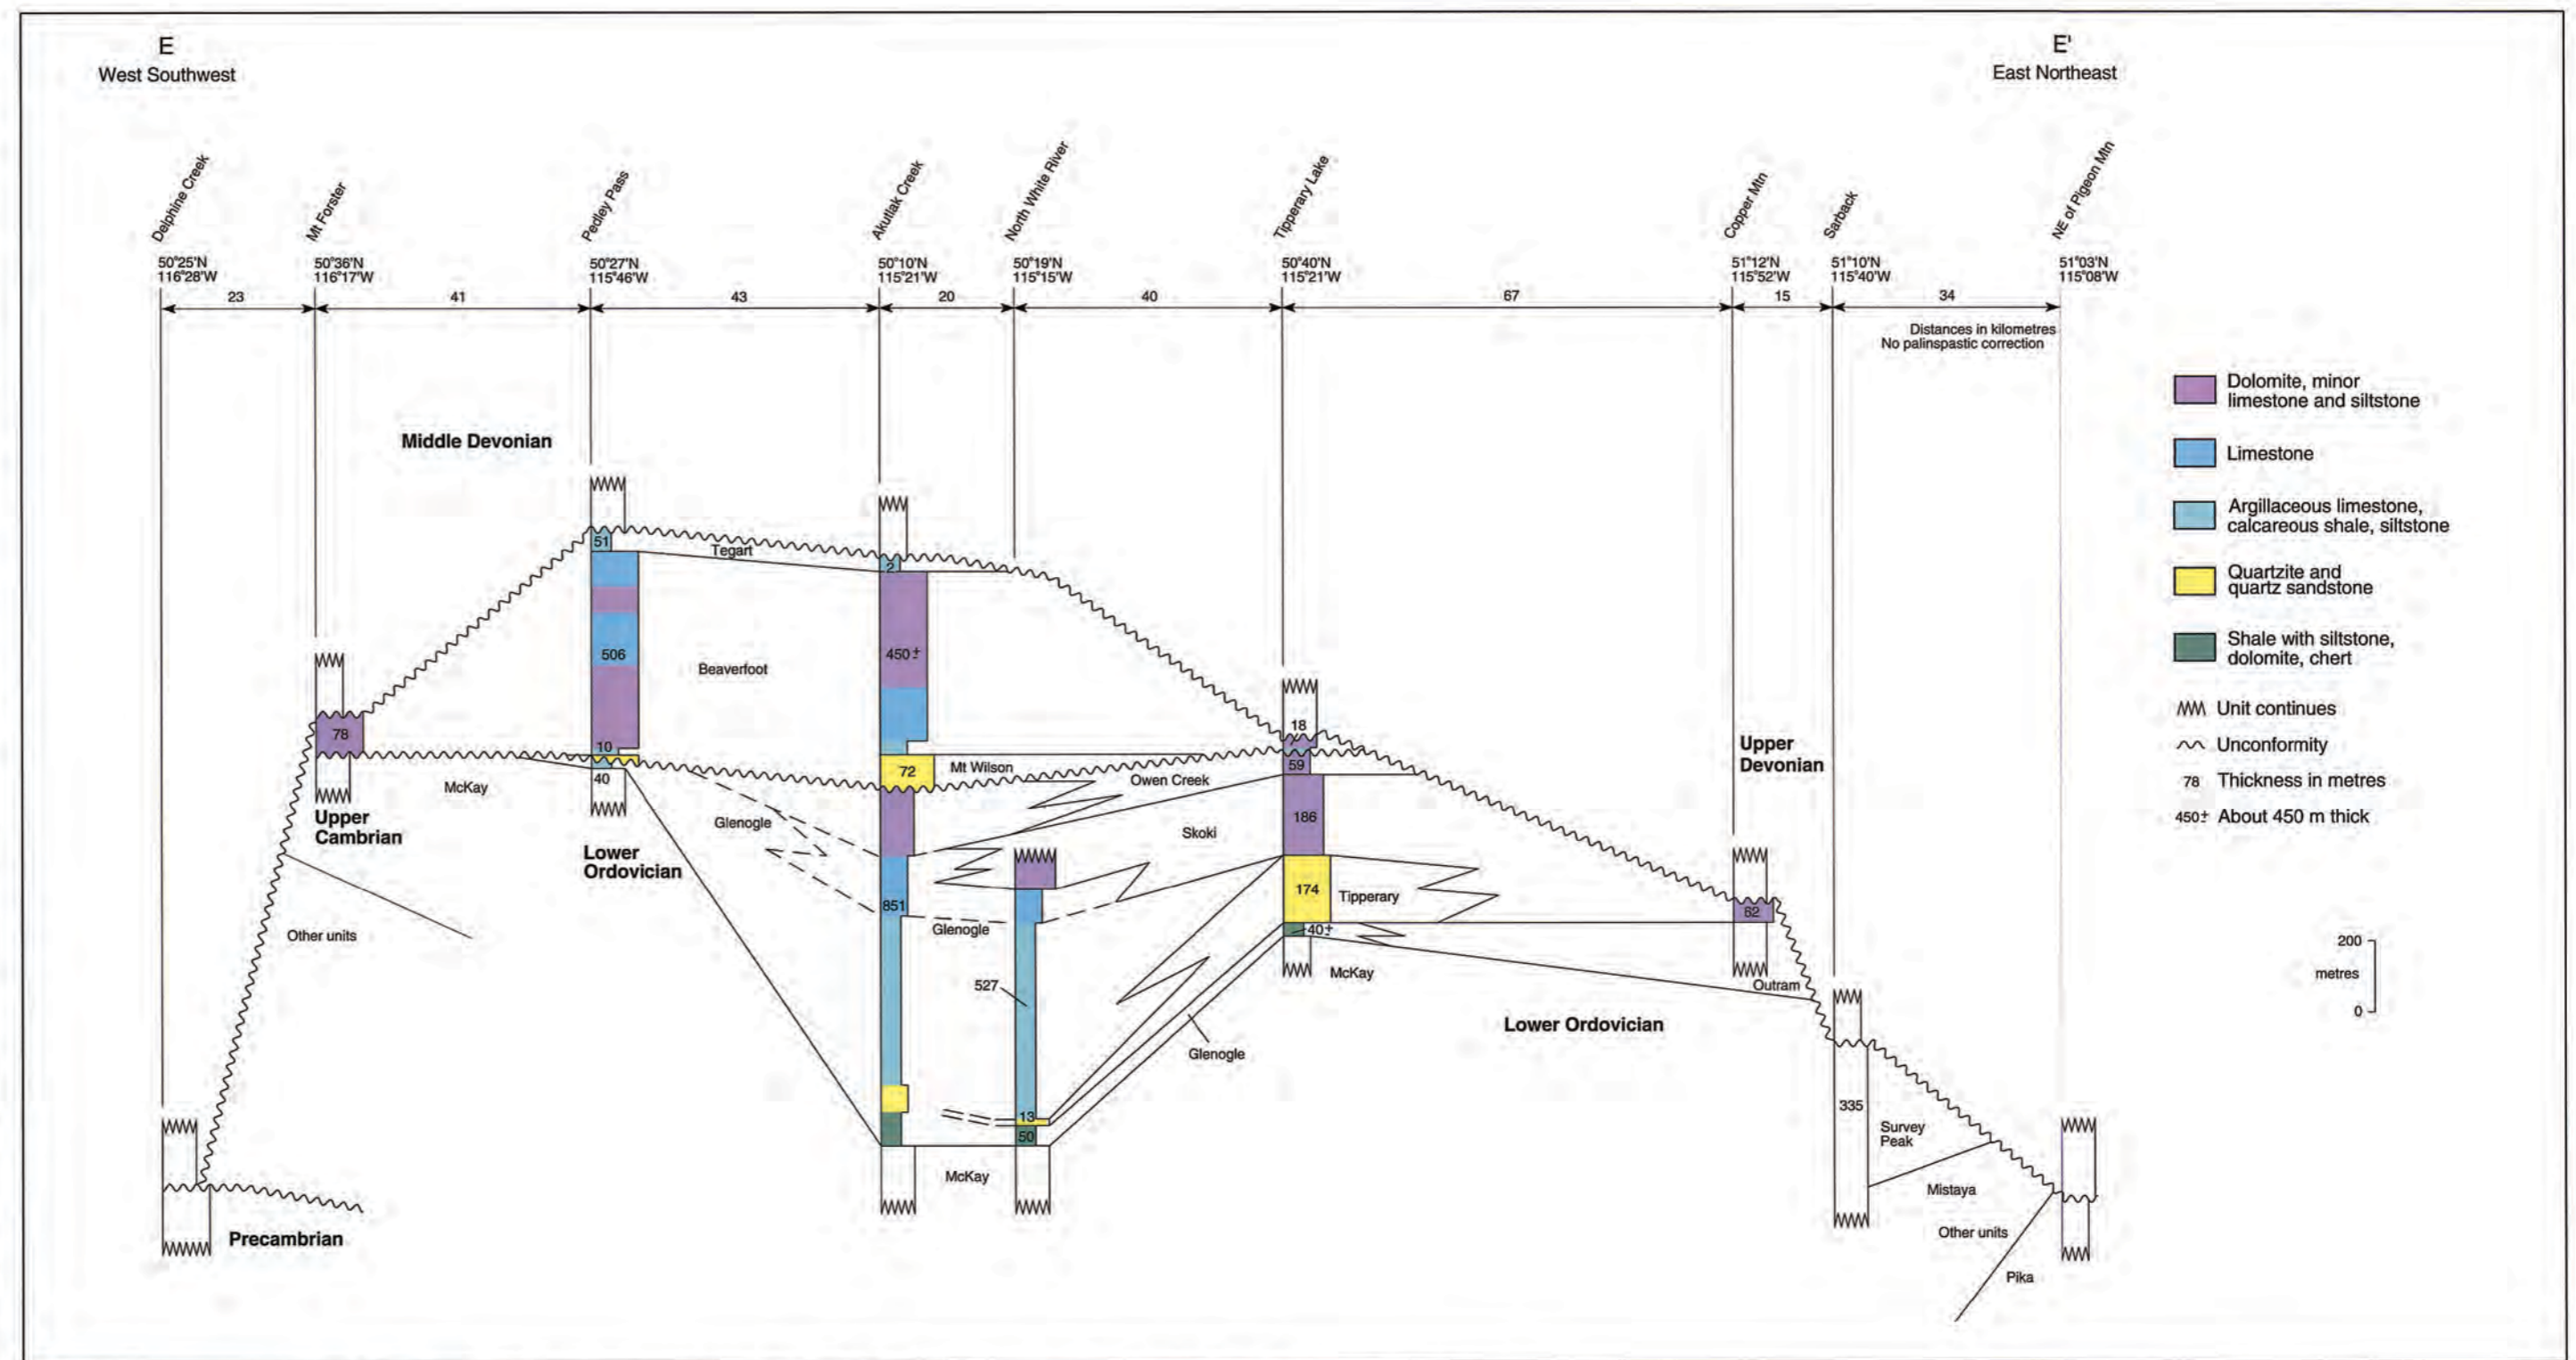 E
West Southwest
E'
East Northeast
Delphine Creek
Mt Forster
Pedley Pass
Akutlak Creek
North White River
Tipperary Lake
Copper Mtn
Sarback
NE of Pigeon Mtn
50°25'N
116°28'W
50°36'N
116°17'W
50°27'N
115°46'W
50°10'N
115°21'W
50°19'N
115°15'W
50°40'N
115°21'W
51°12'N
115°52'W
51°10'N
115°40'W
51°03'N
115°08'W
23
41
43
20
40
67
15
34
Distances in kilometres
No palinspastic correction
Dolomite, minor
limestone and siltstone
Limestone
Argillaceous limestone,
calcareous shale, siltstone
Quartzite and
quartz sandstone
Shale with siltstone,
dolomite, chert
Unit continues
Unconformity
78 Thickness in metres
450± About 450 m thick
Middle Devonian
51
Tegart
2
506
Beaverfoot
450±
78
10
40
McKay
Upper
Cambrian
Lower
Ordovician
72
Mt Wilson
Owen Creek
18
59
Upper
Devonian
Glenogle
Skoki
186
851
Glenogle
174
Tipperary
62
40±
McKay
Outram
Other units
527
Lower Ordovician
Glenogle
200
metres
0
13
50
McKay
335
Survey
Peak
Mistaya
Other units
Pika
Precambrian